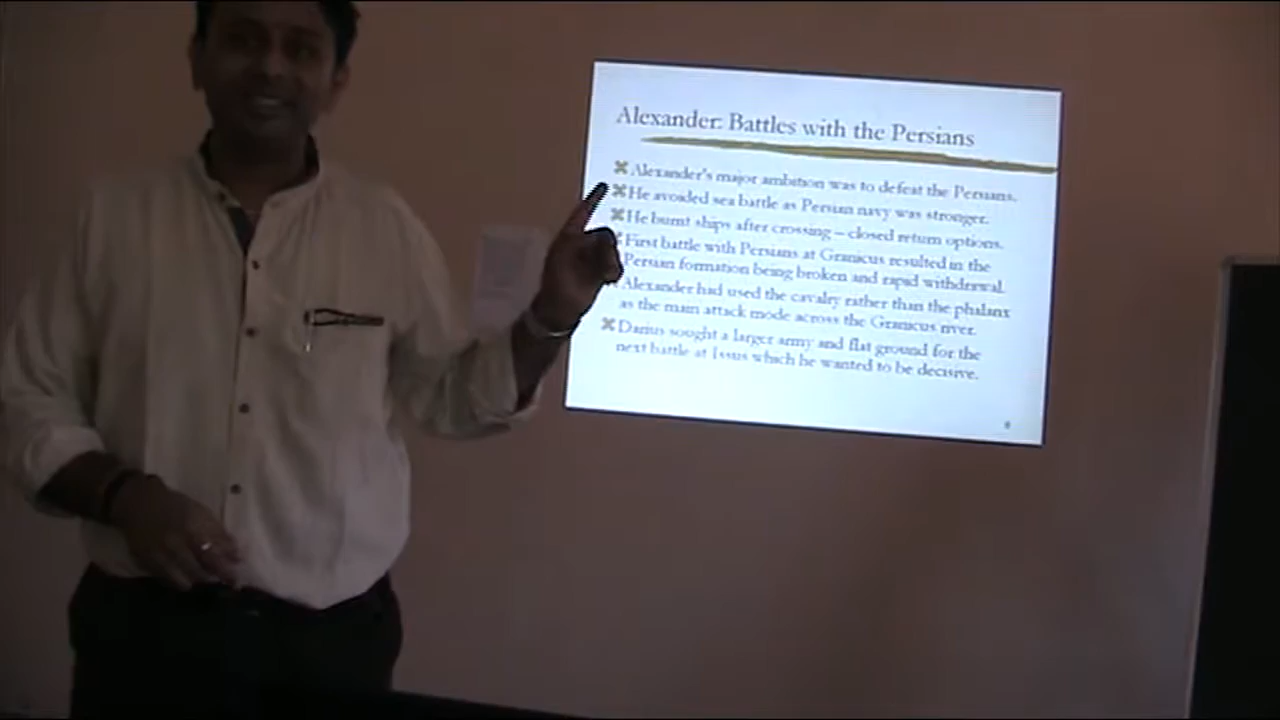 Alexander: Battles with the Persians
Alexander's major ambition was to defeat the Persians.
He avoided sea battle as Persian navy was stronger.
He burnt ships after crossing – closed return options.
First battle with Persians at Granicus resulted in the
Persian formation being broken and rapid withdrawal.
Alexander had used the cavalry rather than the phalanx
as the main attack mode across the Granicus river.
Darius sought a larger army and flat ground for the
next battle at Issus which he wanted to be decisive.